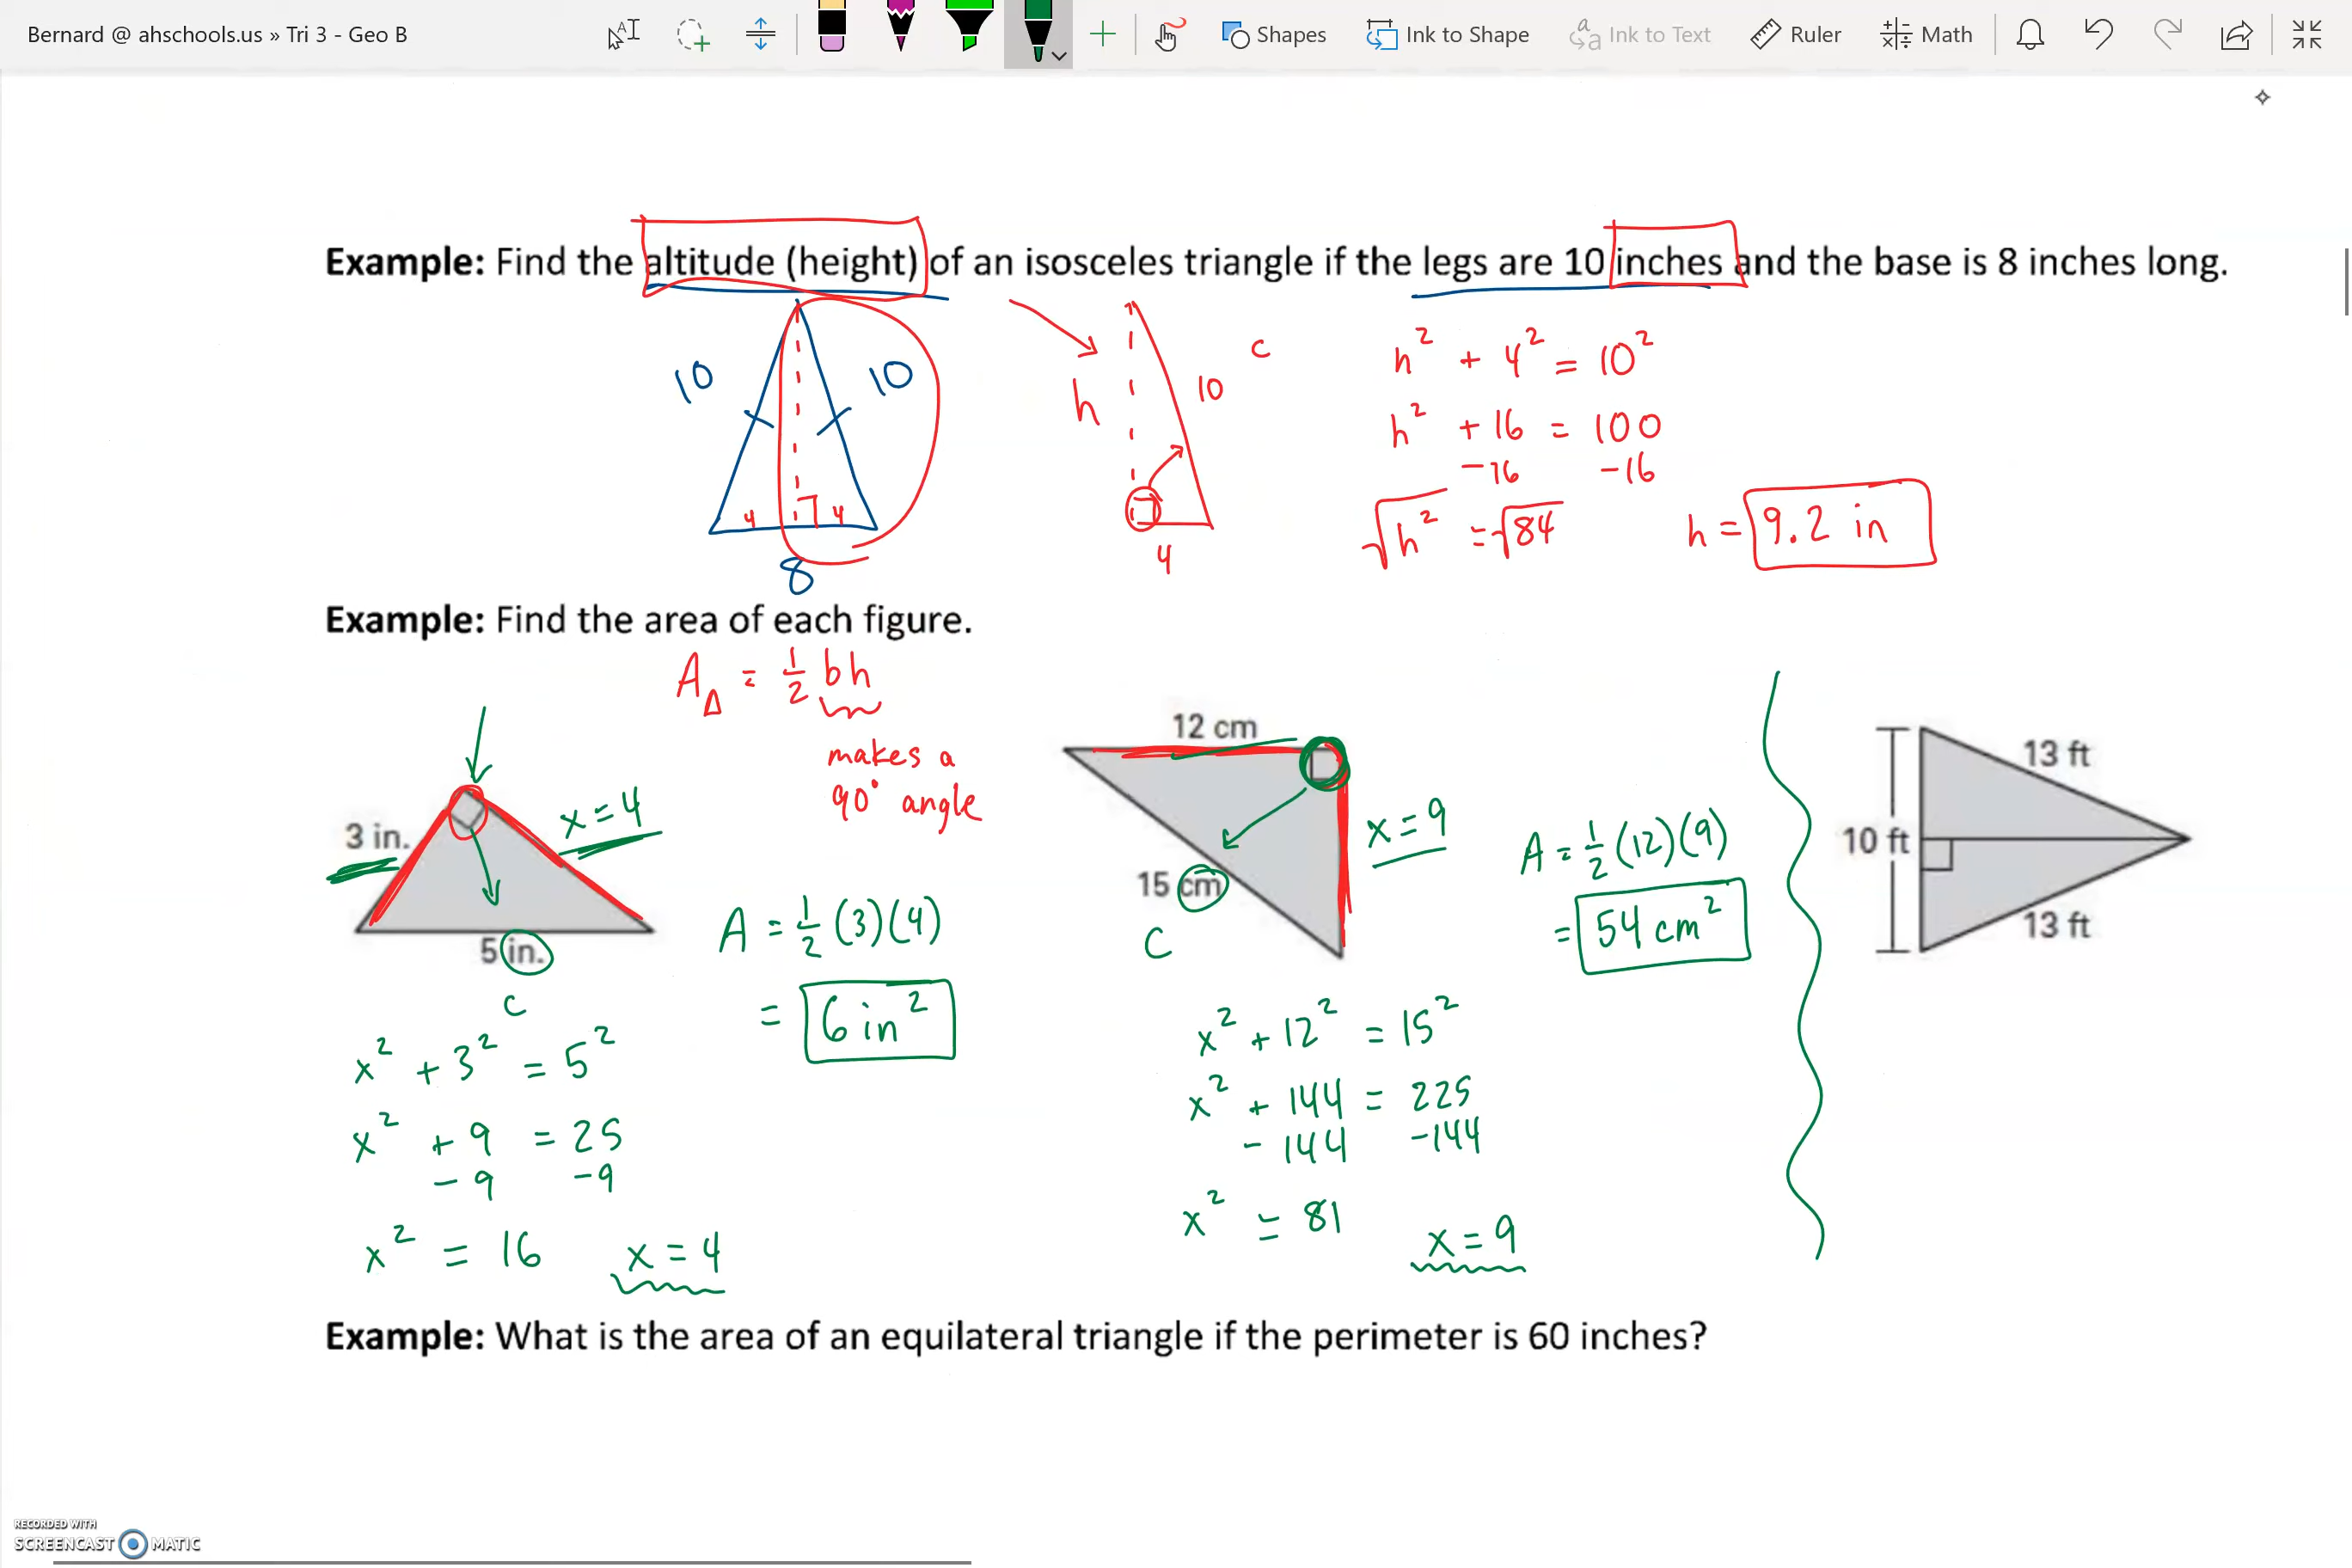 Bernard @ ahschools.us » Tri 3 - Geo B
Shapes
Ink to Shape
Ink to Text
Ruler
Math
Example: Find the altitude (height) of an isosceles triangle if the legs are 10 inches and the base is 8 inches long.
10
10
4
4
8
h
10
c
4
h² + 4² = 10²
h² + 16 = 100
-16 -16
√h² = √84
h = 9.2 in
Example: Find the area of each figure.
A△ = ½ bh
makes a
90° angle
3 in.
x = 4
5 in.
c
A = ½ (3)(4)
= 6 in²
x² + 3² = 5²
x² + 9 = 25
- 9 -9
x² = 16 x = 4
12 cm
x = 9
15 cm
C
A = ½ (12)(9)
= 54 cm²
x² + 12² = 15²
x² + 144 = 225
- 144 -144
x² = 81
x = 9
13 ft
10 ft
13 ft
Example: What is the area of an equilateral triangle if the perimeter is 60 inches?
RECORDED WITH
SCREENCAST MATIC